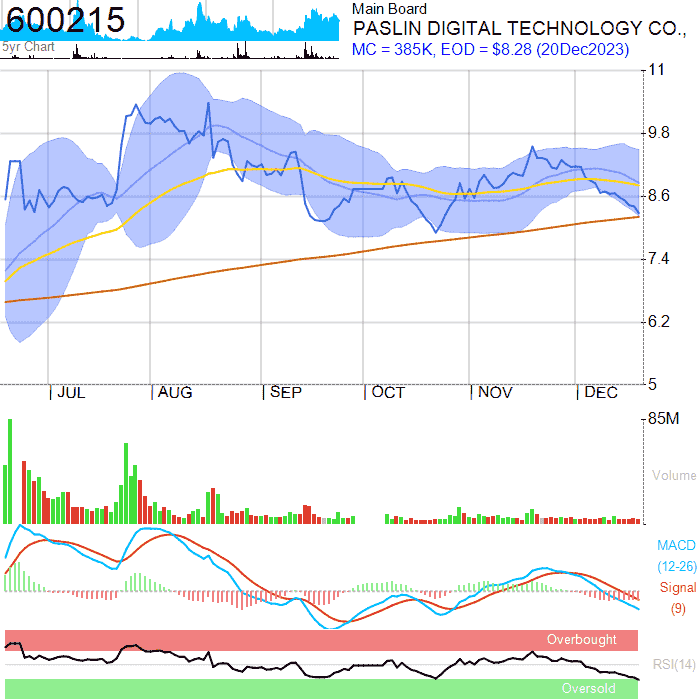 600215
5yr Chart
Main Board
PASLIN DIGITAL TECHNOLOGY CO.,
MC = 385K, EOD = $8.28 (20Dec2023)
11
9.8
8.6
7.4
6.2
5
JUL AUG SEP OCT NOV DEC
85M
Volume
MACD
(12-26)
Signal
(9)
Overbought
RSI(14)
Oversold